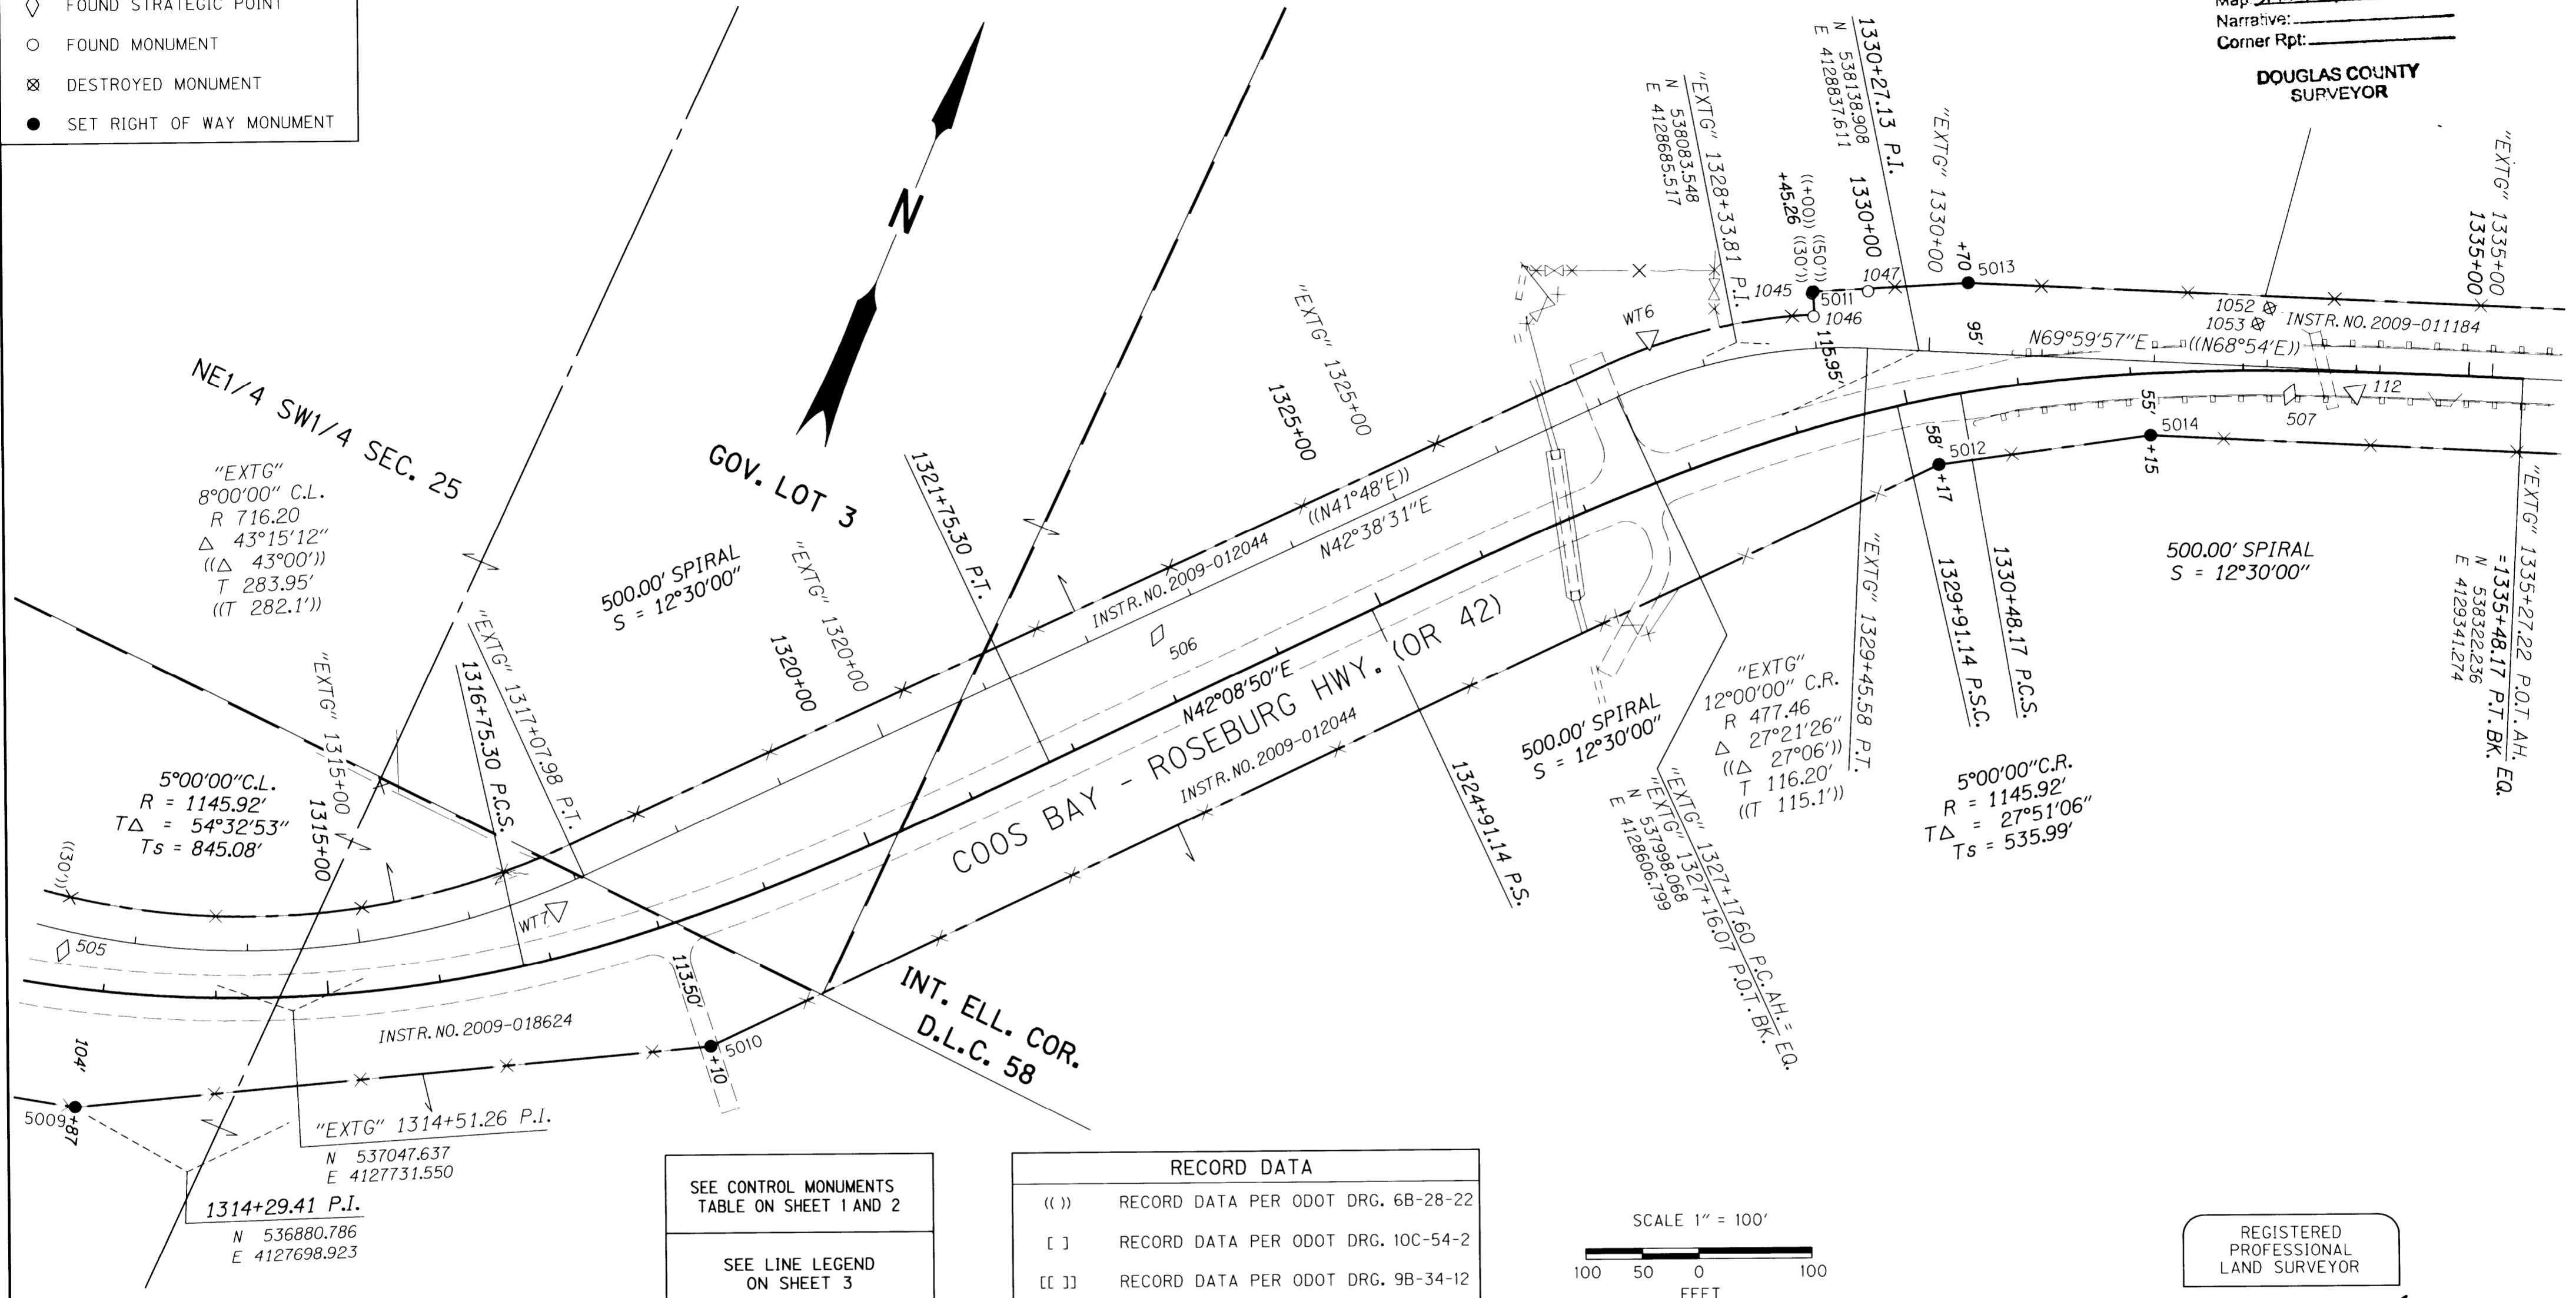 FOUND STRATEGIC POINT
FOUND MONUMENT
DESTROYED MONUMENT
SET RIGHT OF WAY MONUMENT
Narrative:
Corner Rpt:
DOUGLAS COUNTY
SURVEYOR
N
NE1/4 SW1/4 SEC. 25
GOV. LOT 3
"EXTG"
8°00'00" C.L.
R 716.20
△ 43°15'12"
((△ 43°00'))
T 283.95'
((T 282.1'))
500.00' SPIRAL
S = 12°30'00"
"EXTG" 1315+00
1315+00
5°00'00"C.L.
R = 1145.92'
T△ = 54°32'53"
Ts = 845.08'
((30'))
505
"EXTG" 1317+07.98 P.T.
1316+75.30 P.C.S.
WT7
"EXTG" 1320+00
1320+00
1321+75.30 P.T.
"EXTG" 1325+00
1325+00
((N41°48'E))
N42°38'31"E
INSTR.NO.2009-012044
506
N42°08'50"E
COOS BAY - ROSEBURG HWY. (OR 42)
INSTR.NO.2009-012044
1324+91.14 P.S.
500.00' SPIRAL
S = 12°30'00"
WT6
"EXTG" 1328+33.81 P.I.
N 538083.548
E 4128685.517
1330+27.13 P.I.
N 538138.908
E 4128837.611
((+00)) ((50'))
+45.26 ((30'))
1330+00
"EXTG" 1330+00
1045
5011
1046
1047
115.95'
+70
5013
95'
1052
1053
INSTR.NO.2009-011184
N69°59'57"E
((N68°54'E))
"EXTG" 1335+00
1335+00
112
507
55'
5014
+15
58'
5012
+17
"EXTG" 1329+45.58 P.T.
1329+91.14 P.S.C.
1330+48.17 P.C.S.
500.00' SPIRAL
S = 12°30'00"
"EXTG" 1335+27.22 P.O.T. AH.
=1335+48.17 P.T. BK. EQ.
N 538322.236
E 4129341.274
"EXTG"
12°00'00" C.R.
R 477.46
△ 27°21'26"
((△ 27°06'))
T 116.20'
((T 115.1'))
5°00'00"C.R.
R = 1145.92'
T△ = 27°51'06"
Ts = 535.99'
"EXTG" 1327+17.60 P.C. AH.=
"EXTG" 1327+16.07 P.O.T. BK. EQ.
N 537998.068
E 4128606.799
INSTR.NO.2009-018624
113.50'
5010
+10
INT. ELL. COR.
D.L.C. 58
104'
5009
+87
"EXTG" 1314+51.26 P.I.
N 537047.637
E 4127731.550
1314+29.41 P.I.
N 536880.786
E 4127698.923
SEE CONTROL MONUMENTS
TABLE ON SHEET 1 AND 2
SEE LINE LEGEND
ON SHEET 3
RECORD DATA
(( )) RECORD DATA PER ODOT DRG. 6B-28-22
[ ] RECORD DATA PER ODOT DRG. 10C-54-2
[[ ]] RECORD DATA PER ODOT DRG. 9B-34-12
SCALE 1" = 100'
100 50 0 100
FEET
REGISTERED
PROFESSIONAL
LAND SURVEYOR